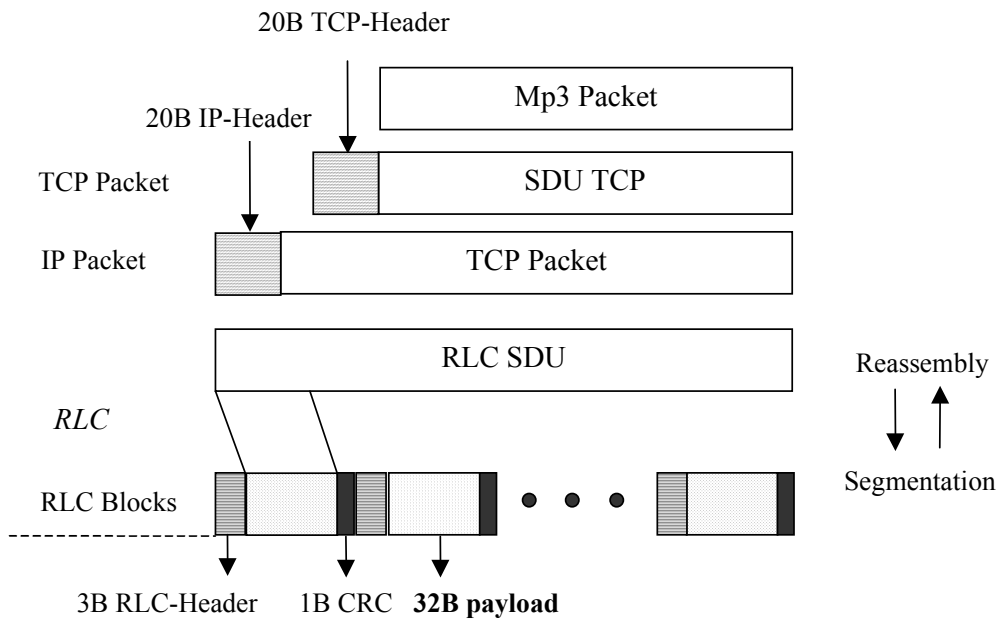 20B TCP-Header
Mp3 Packet
20B IP-Header
TCP Packet
SDU TCP
IP Packet
TCP Packet
RLC SDU
Reassembly
RLC
Segmentation
RLC Blocks
3B RLC-Header
1B CRC
32B payload